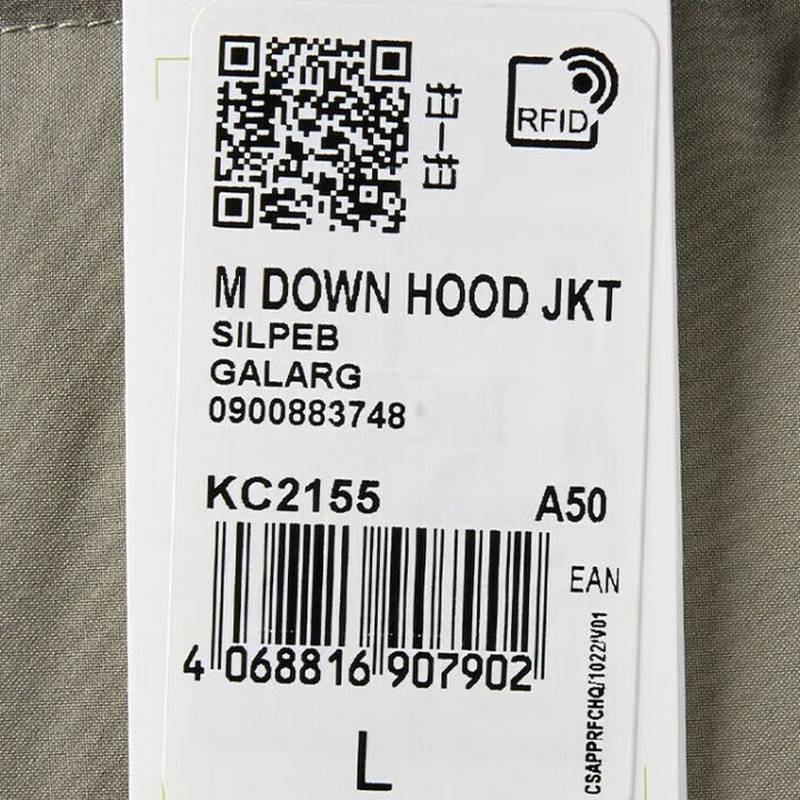 扫一扫
RFID
M DOWN HOOD JKT
SILPEB
GALARG
0900883748
KC2155
A50
EAN
4 068816 907902
CSAPPRFCHQ/1022/V01
L